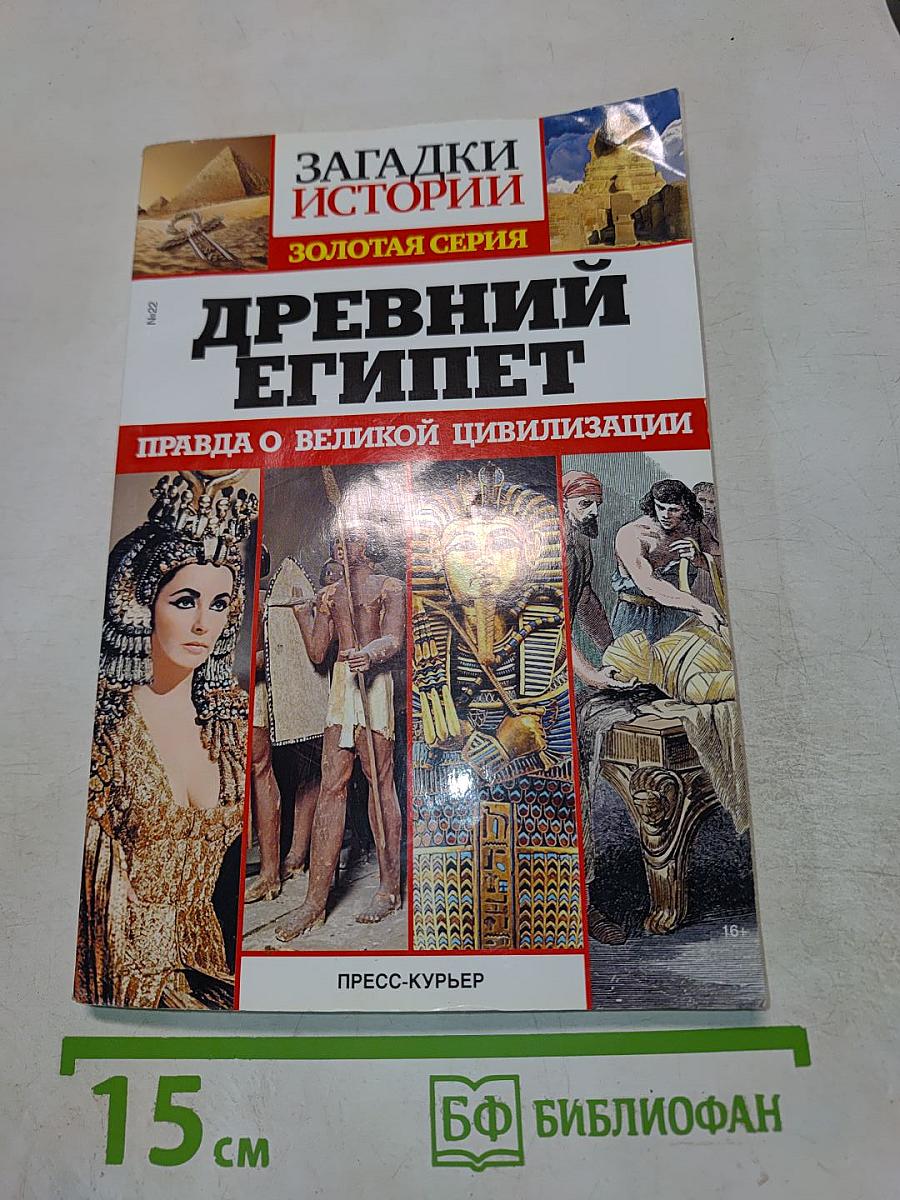 ЗАГАДКИ
ИСТОРИИ
ЗОЛОТАЯ СЕРИЯ
№22
ДРЕВНИЙ
ЕГИПЕТ
ПРАВДА О ВЕЛИКОЙ ЦИВИЛИЗАЦИИ
16+
ПРЕСС-КУРЬЕР
15 см
БФ БИБЛИОФАН